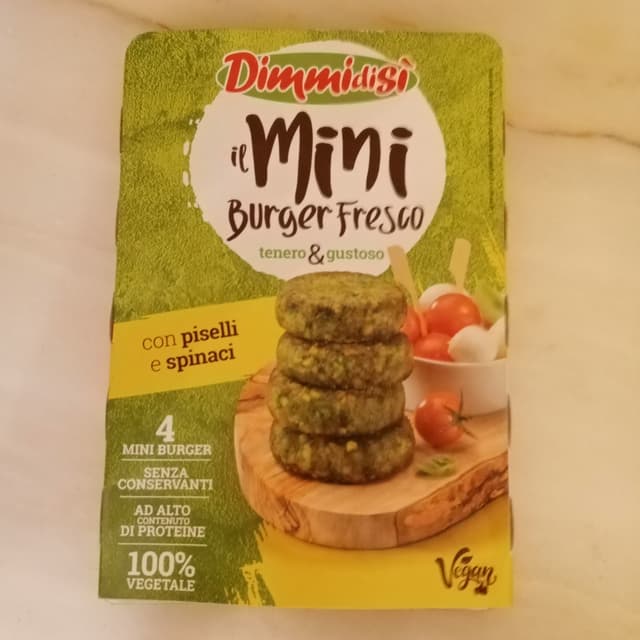 Dimmidisì
il Mini
Burger Fresco
tenero & gustoso
con piselli
e spinaci
4
MINI BURGER
SENZA
CONSERVANTI
AD ALTO
CONTENUTO
DI PROTEINE
100%
VEGETALE
Vegan